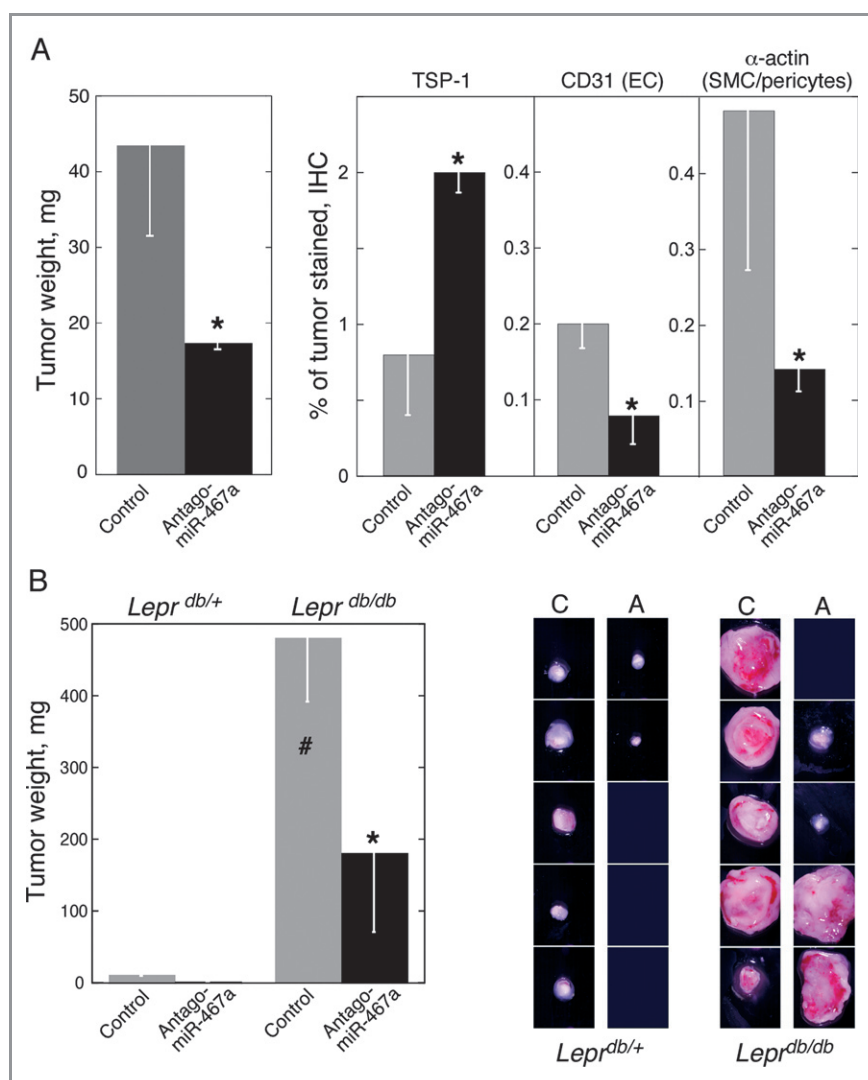 A
TSP-1
CD31 (EC)
α-actin
(SMC/pericytes)
Tumor weight, mg
50
40
30
20
10
0
*
Control
Antago-
miR-467a
% of tumor stained, IHC
2
1
0
*
Control
Antago-
miR-467a
0.4
0.3
0.2
0.1
*
Control
Antago-
miR-467a
0.4
0.3
0.2
0.1
*
Control
Antago-
miR-467a
B
Lepr db/+
Lepr db/db
Tumor weight, mg
500
400
300
200
100
0
#
*
Control
Antago-
miR-467a
Control
Antago-
miR-467a
C A C A
Lepr db/+
Lepr db/db